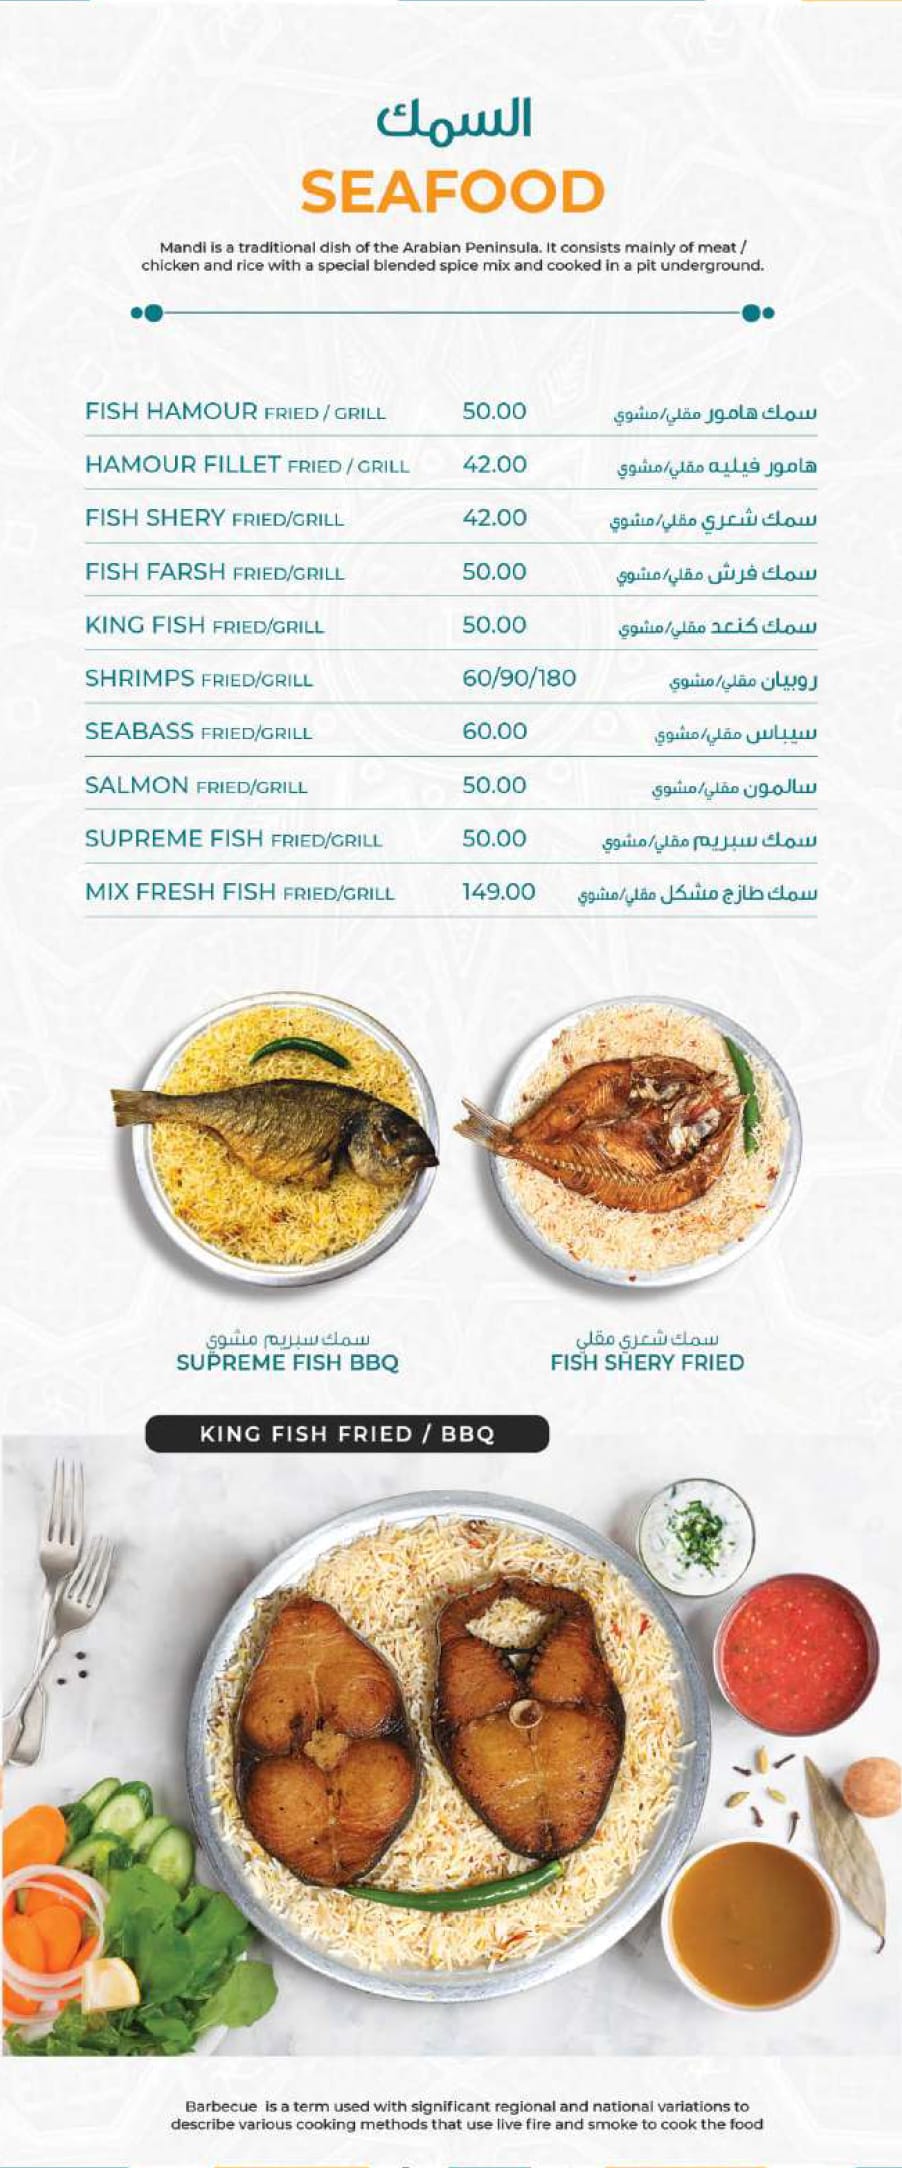 السمك
SEAFOOD
Mandi is a traditional dish of the Arabian Peninsula. It consists mainly of meat /
chicken and rice with a special blended spice mix and cooked in a pit underground.
FISH HAMOUR FRIED / GRILL 50.00 سمك هامور مقلي/مشوي
HAMOUR FILLET FRIED / GRILL 42.00 هامور فيليه مقلي/مشوي
FISH SHERY FRIED/GRILL 42.00 سمك شعري مقلي/مشوي
FISH FARSH FRIED/GRILL 50.00 سمك فرش مقلي/مشوي
KING FISH FRIED/GRILL 50.00 سمك كنعد مقلي/مشوي
SHRIMPS FRIED/GRILL 60/90/180 روبيان مقلي/مشوي
SEABASS FRIED/GRILL 60.00 سيباس مقلي/مشوي
SALMON FRIED/GRILL 50.00 سالمون مقلي/مشوي
SUPREME FISH FRIED/GRILL 50.00 سمك سبريم مقلي/مشوي
MIX FRESH FISH FRIED/GRILL 149.00 سمك طازج مشكل مقلي/مشوي
سمك سبريم مشوي
SUPREME FISH BBQ
سمك شعري مقلي
FISH SHERY FRIED
KING FISH FRIED / BBQ
Barbecue is a term used with significant regional and national variations to
describe various cooking methods that use live fire and smoke to cook the food